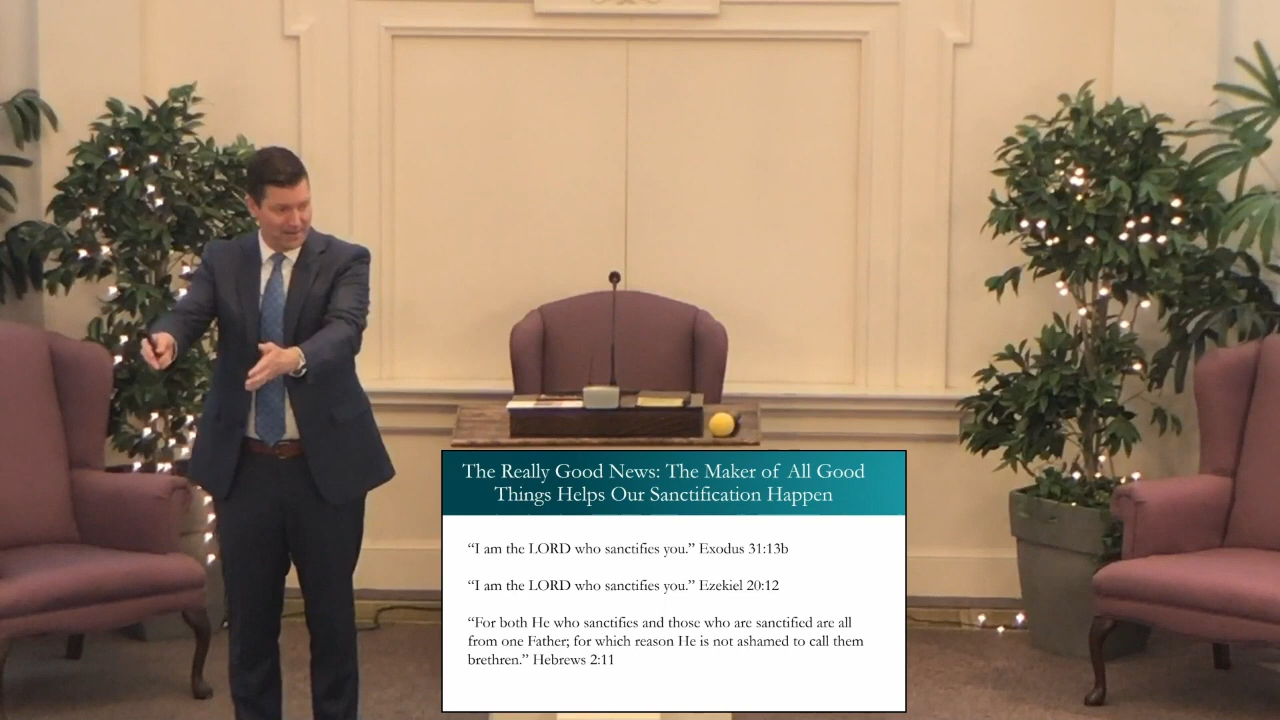 The Really Good News: The Maker of All Good
Things Helps Our Sanctification Happen
“I am the LORD who sanctifies you.” Exodus 31:13b
“I am the LORD who sanctifies you.” Ezekiel 20:12
“For both He who sanctifies and those who are sanctified are all
from one Father; for which reason He is not ashamed to call them
brethren.” Hebrews 2:11